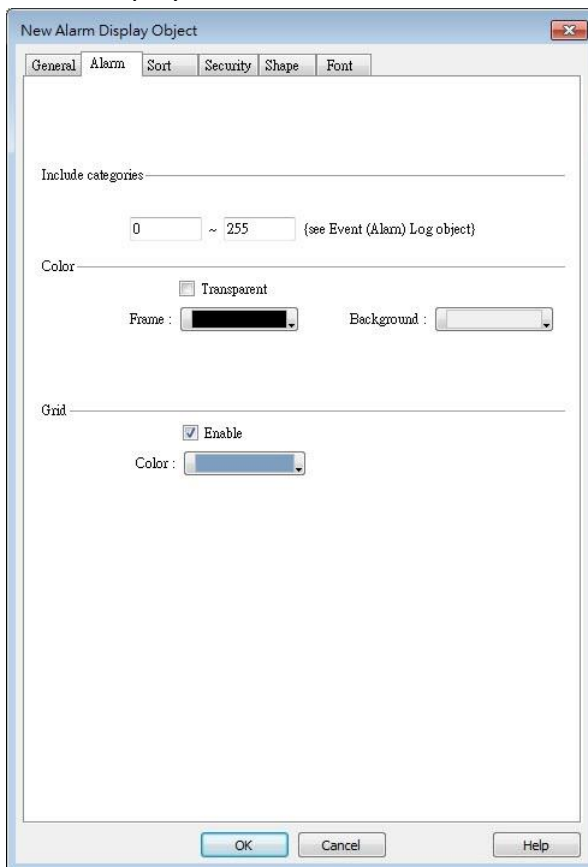 New Alarm Display Object
General Alarm Sort Security Shape Font
Include categories
0 ~ 255 {see Event (Alarm) Log object}
Color
Transparent
Frame : Background :
Grid
Enable
Color :
OK Cancel Help